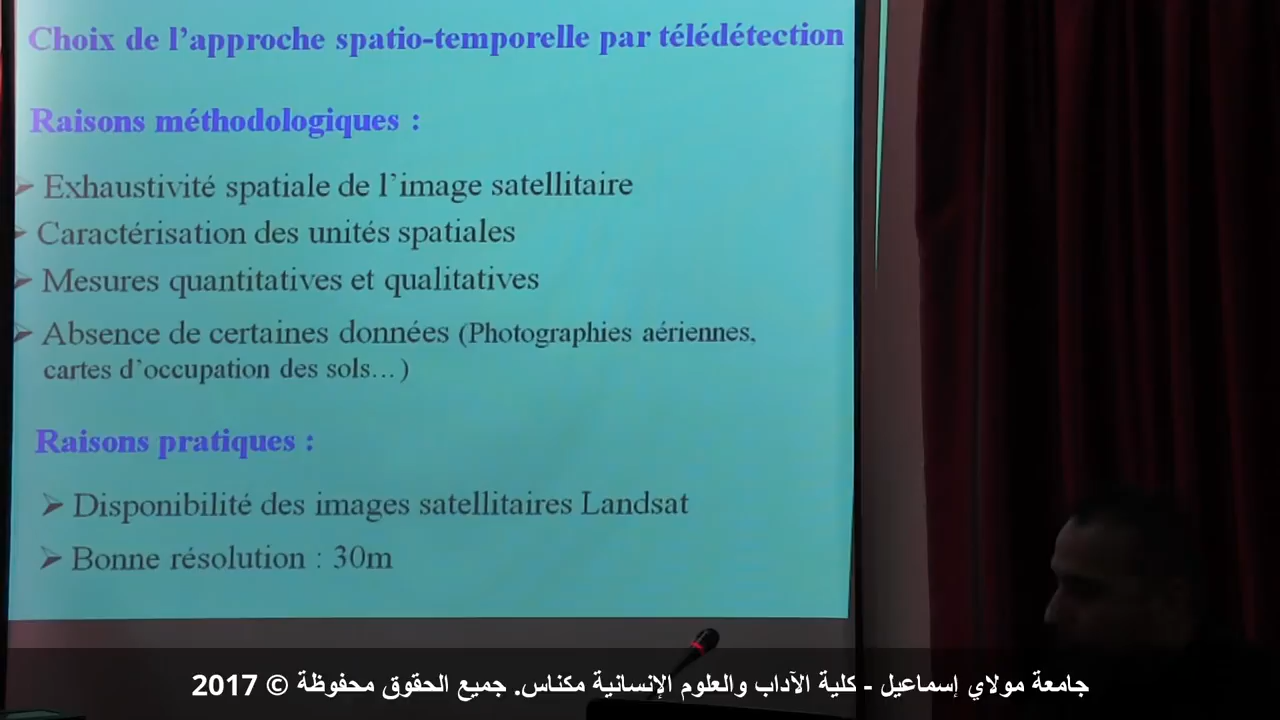 Choix de l’approche spatio-temporelle par télédétection
Raisons méthodologiques :
Exhaustivité spatiale de l’image satellitaire
Caractérisation des unités spatiales
Mesures quantitatives et qualitatives
Absence de certaines données (Photographies aériennes,
cartes d’occupation des sols…)
Raisons pratiques :
Disponibilité des images satellitaires Landsat
Bonne résolution : 30m
جامعة مولاي إسماعيل - كلية الآداب والعلوم الإنسانية مكناس. جميع الحقوق محفوظة © 2017